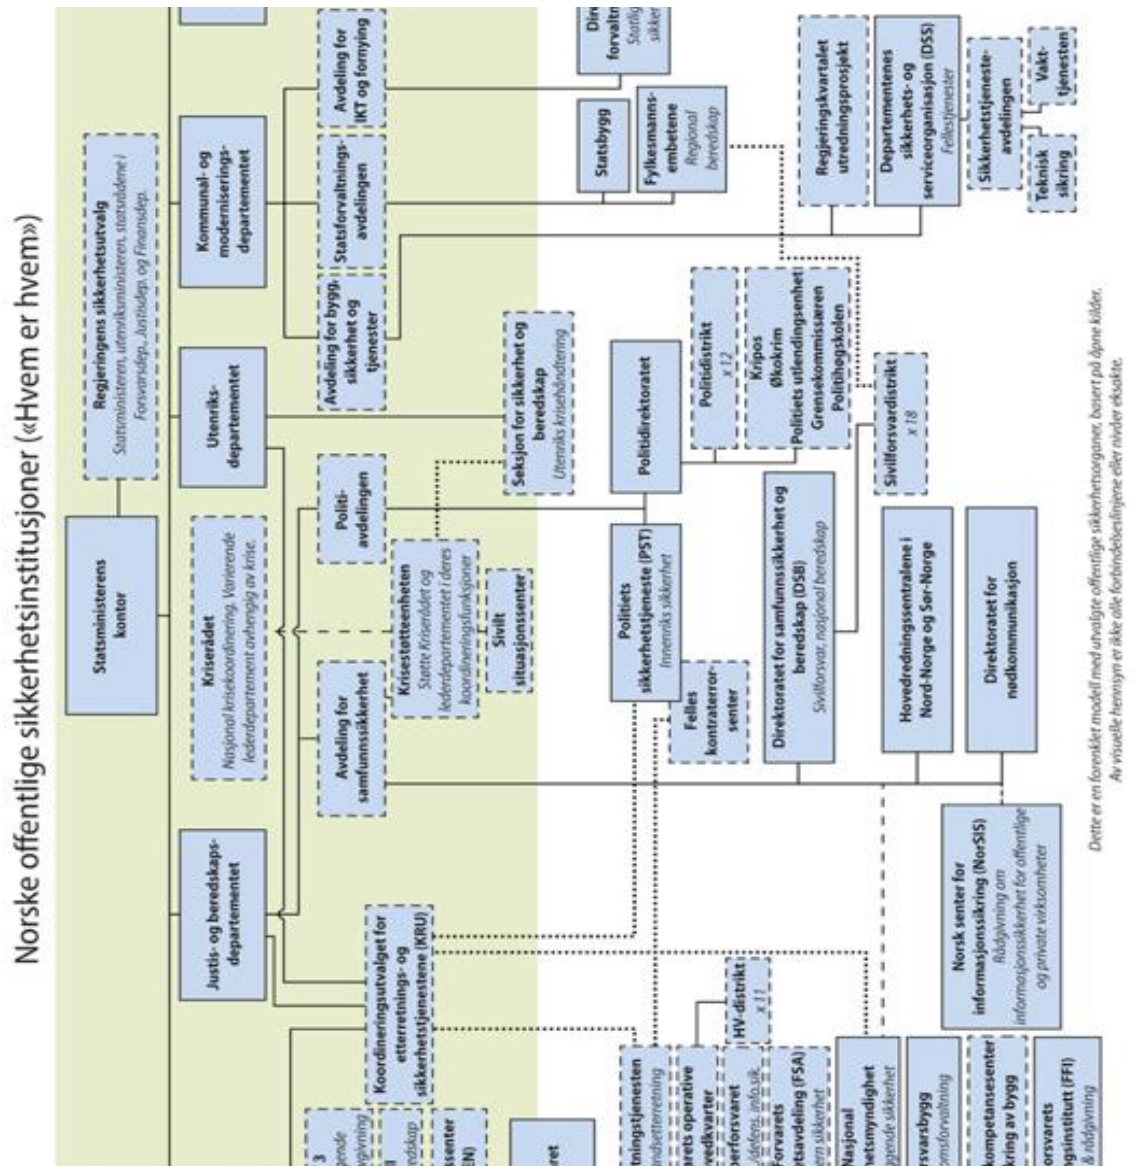 Norske offentlige sikkerhetsinstitusjoner («Hvem er hvem»)
Statsministerens
kontor
Regjeringens sikkerhetsutvalg
Statsministeren, utenriksministeren, statsrådene i
Forsvarsdep., Justisdep. og Finansdep.
Justis- og beredskaps-
departementet
Kriserådet
Nasjonal krisekoordinering. Varierende
lederdepartement avhengig av krise.
Utenriks-
departementet
Kommunal- og
moderniserings-
departementet
Avdeling for
samfunnssikkerhet
Politi-
avdelingen
Avdeling for bygg,
sikkerhet og
tjenester
Statsforvaltnings-
avdelingen
Avdeling for
IKT og fornying
Koordineringsutvalget for
etterretnings- og
sikkerhetstjenestene (KRU)
Krisestøtteenheten
Støtte Kriserådet og
lederdepartementet i deres
koordineringsfunksjoner
Sivilt
situasjonssenter
Seksjon for sikkerhet og
beredskap
Utenriks krisehåndtering
Politiets
sikkerhetstjeneste (PST)
Innenriks sikkerhet
Felles
kontraterror-
senter
Politidirektoratet
Politidistrikt
x 12
Kripos
Økokrim
Politiets utlendingsenhet
Grensekommissæren
Politihøgskolen
Statsbygg
Fylkesmanns-
embetene
Regional
beredskap
Regjeringskvartalet
utredningsprosjekt
Departementenes
sikkerhets- og
serviceorganisasjon (DSS)
Fellestjenester
Sikkerhetstjeneste-
avdelingen
Vakt-
tjenesten
Teknisk
sikring
Direktoratet for samfunnssikkerhet og
beredskap (DSB)
Sivilforsvar, nasjonal beredskap
Sivilforsvardistrikt
x 18
Hovedredningssentralene i
Nord-Norge og Sør-Norge
Direktoratet for
nødkommunikasjon
Norsk senter for
informasjonssikring (NorSIS)
Rådgivning om
informasjonssikkerhet for offentlige
og private virksomheter
HV-distrikt
x 11
3
Nasjonal
Dette er en forenklet modell med utvalgte offentlige sikkerhetsorganer, basert på åpne kilder.
Av visuelle hensyn er ikke alle forbindelseslinjene eller nivåer eksakte.